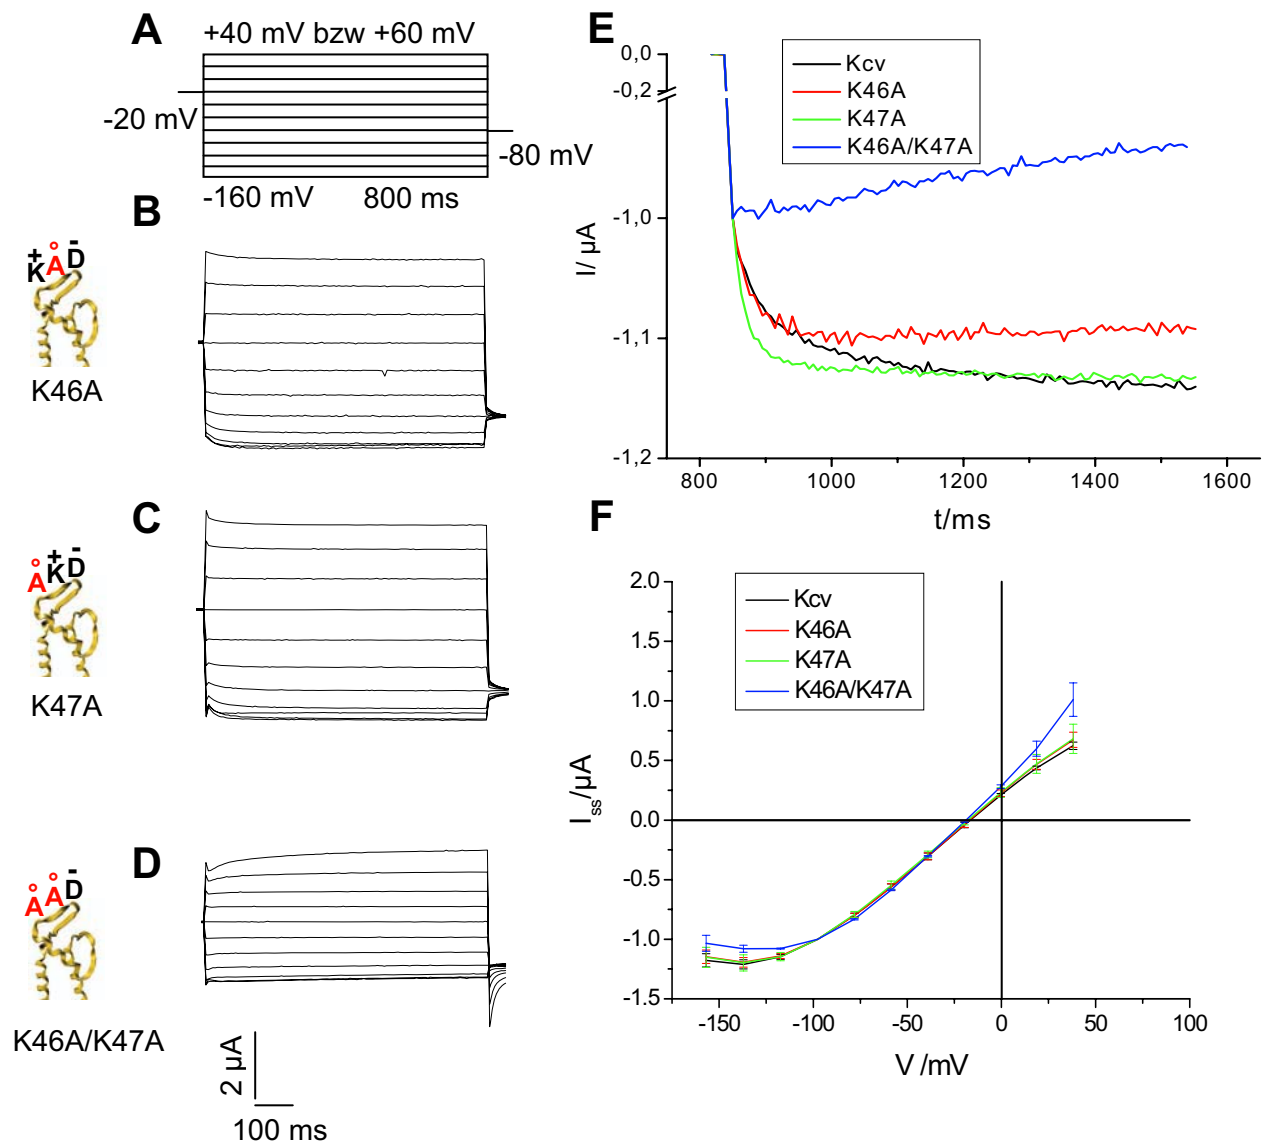 A
+40 mV bzw +60 mV
-20 mV
-80 mV
-160 mV
800 ms
B
+ ° -
K A D
K46A
C
° + -
A K D
K47A
D
° ° -
A A D
K46A/K47A
2 µA
100 ms
E
Kcv
K46A
K47A
K46A/K47A
0,0
-0,2
-1,0
-1,1
-1,2
I/ µA
800
1000
1200
1400
1600
t/ms
F
Kcv
K46A
K47A
K46A/K47A
2.0
1.5
1.0
0.5
0.0
-0.5
-1.0
-1.5
Iss/µA
-150
-100
-50
0
50
100
V /mV